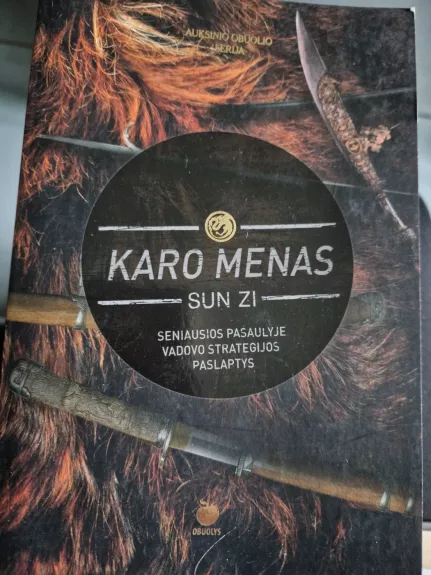 AUKSINIO OBUOLIO
SERIJA
KARO MENAS
SUN ZI
SENIAUSIOS PASAULYJE
VADOVO STRATEGIJOS
PASLAPTYS
OBUOLYS